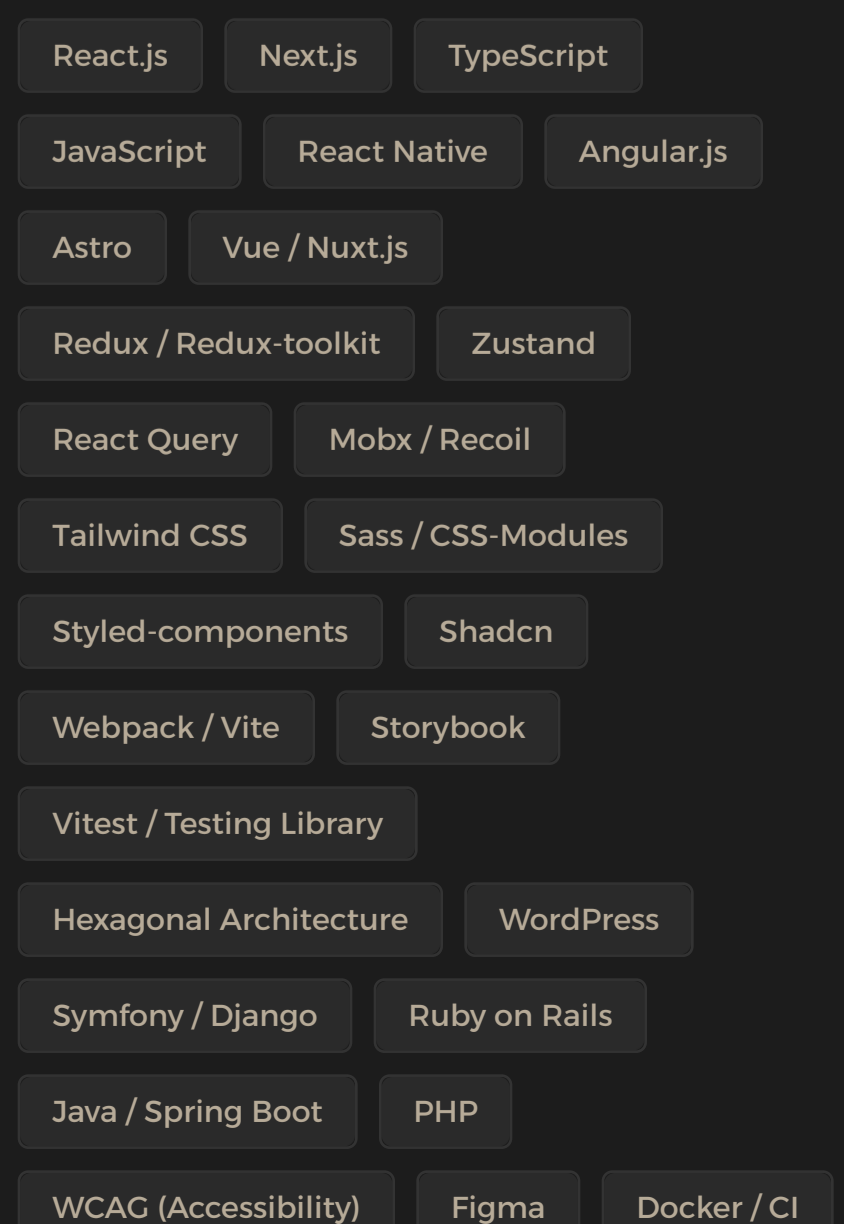 React.js Next.js TypeScript
JavaScript React Native Angular.js
Astro Vue / Nuxt.js
Redux / Redux-toolkit Zustand
React Query Mobx / Recoil
Tailwind CSS Sass / CSS-Modules
Styled-components Shadcn
Webpack / Vite Storybook
Vitest / Testing Library
Hexagonal Architecture WordPress
Symfony / Django Ruby on Rails
Java / Spring Boot PHP
WCAG (Accessibility) Figma Docker / CI